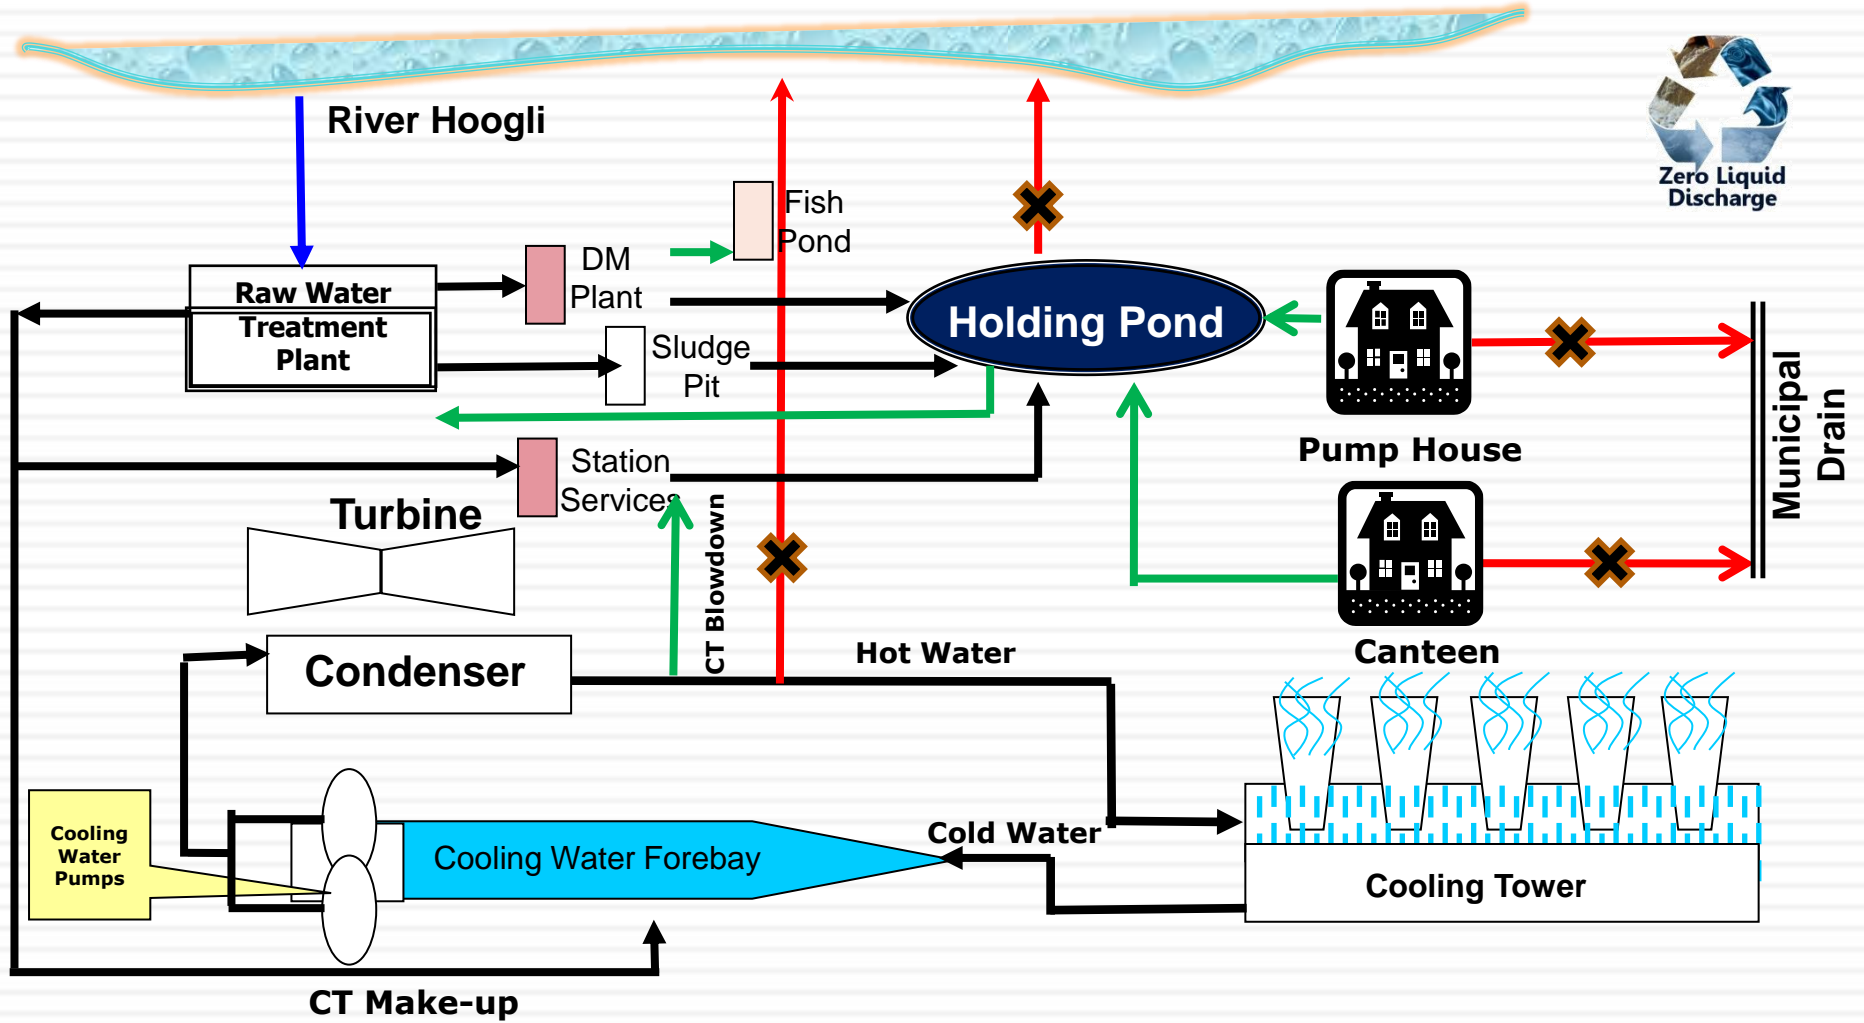 River Hoogli
Zero Liquid
Discharge
Fish
Pond
DM
Plant
Raw Water
Treatment
Plant
Sludge
Pit
Holding Pond
Pump House
Municipal
Drain
Station
Services
Turbine
CT Blowdown
Condenser
Hot Water
Canteen
Cooling
Water
Pumps
Cooling Water Forebay
Cold Water
Cooling Tower
CT Make-up